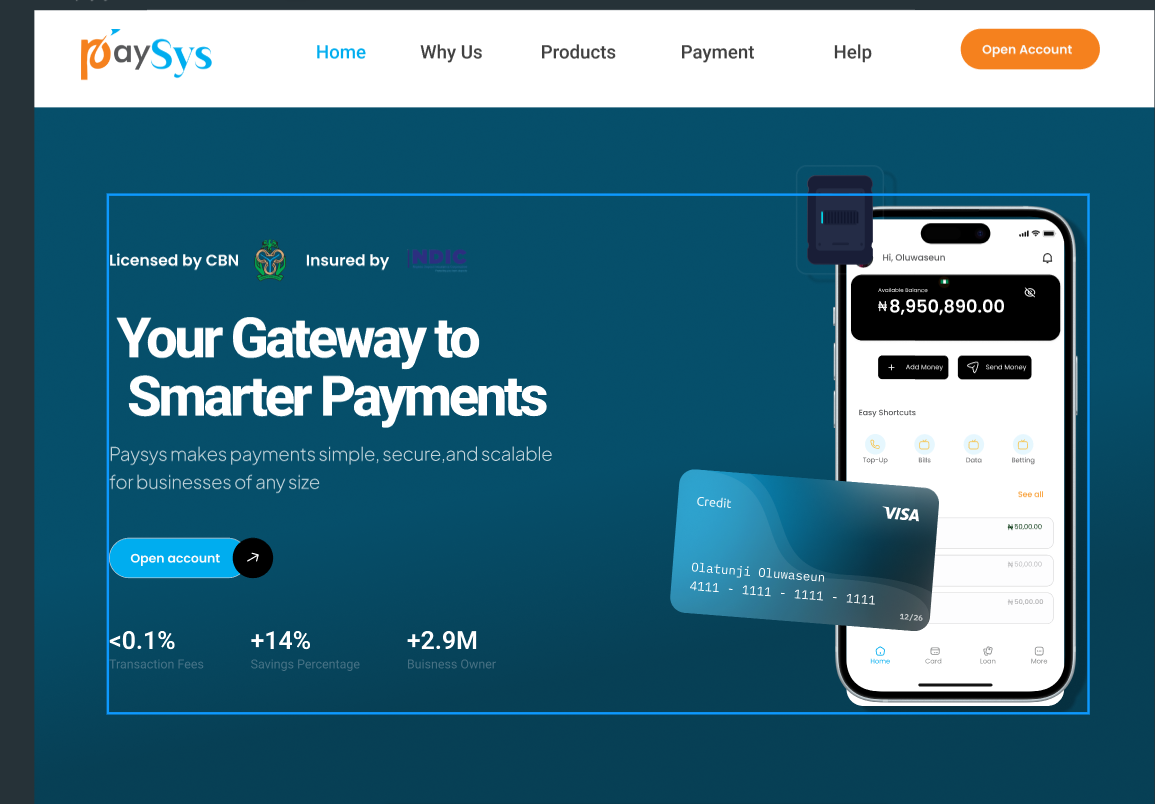 paySys
Home
Why Us
Products
Payment
Help
Open Account
Licensed by CBN
Insured by
NDIC
Your Gateway to
Smarter Payments
Paysys makes payments simple, secure,and scalable
for businesses of any size
Open account
<0.1%
Transaction Fees
+14%
Savings Percentage
+2.9M
Buisness Owner
Hi, Oluwaseun
Available Balance
₦8,950,890.00
+ Add Money
Send Money
Easy Shortcuts
Top-Up
Bills
Data
Betting
See all
₦50,00.00
₦50,00.00
₦50,00.00
Credit
VISA
Olatunji Oluwaseun
4111 - 1111 - 1111 - 1111
12/26
Home
Card
Loan
More